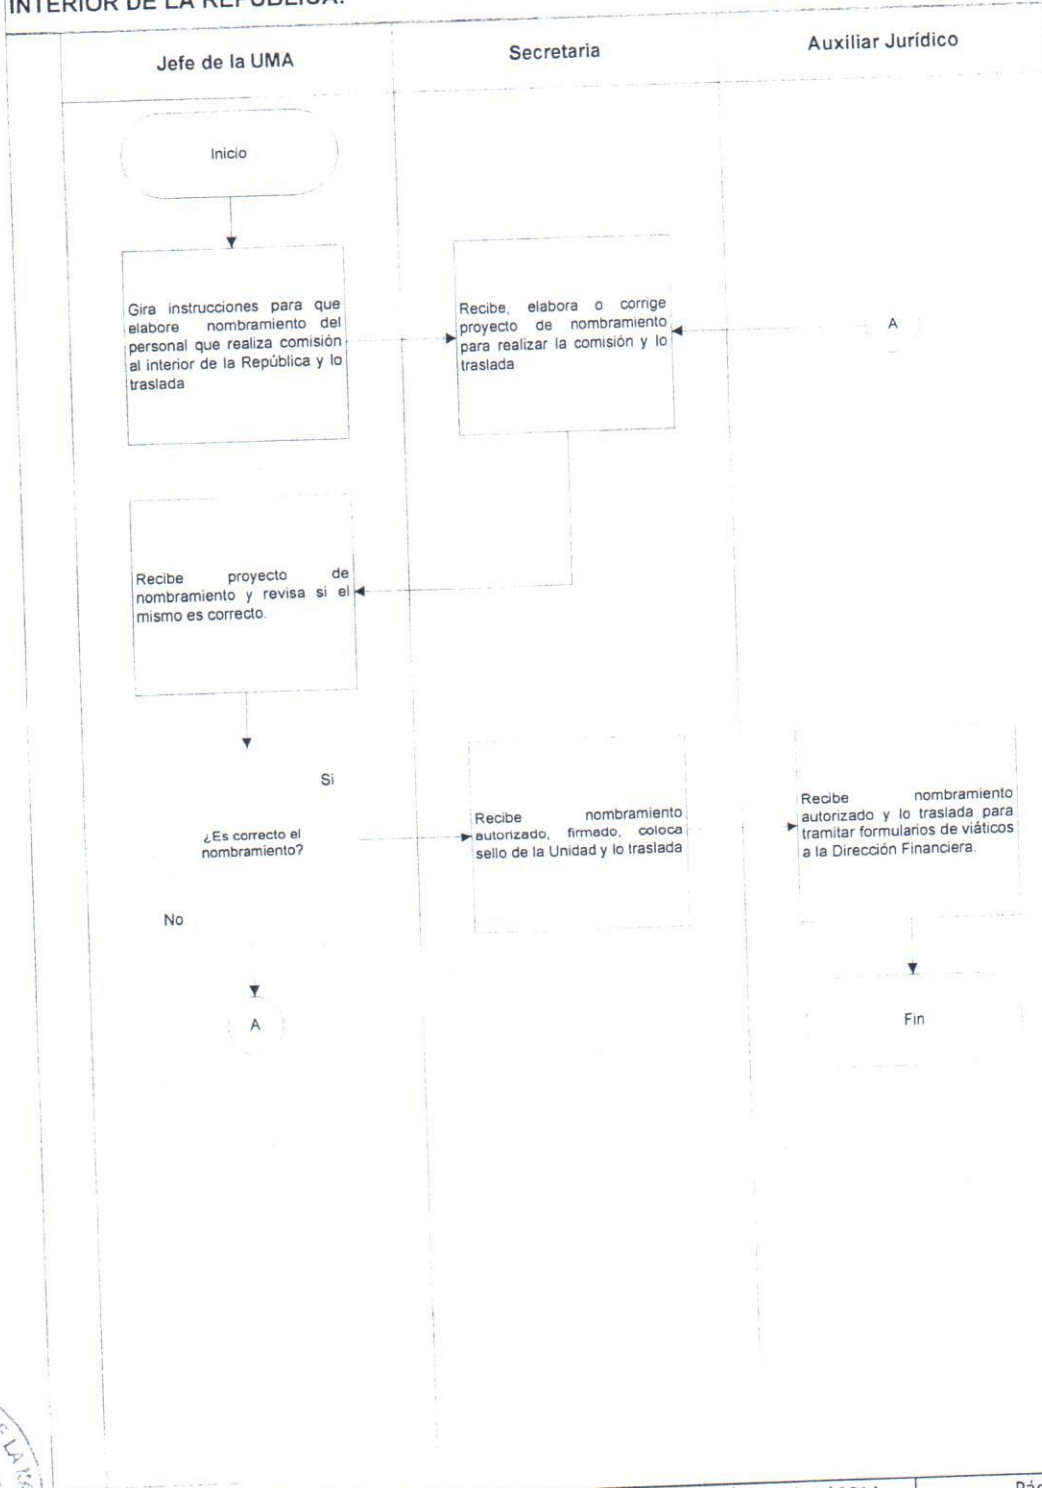 INTERIOR DE LA REPÚBLICA.
Jefe de la UMA
Secretaria
Auxiliar Jurídico
Inicio
Gira instrucciones para que
elabore nombramiento del
personal que realiza comisión
al interior de la República y lo
traslada
Recibe, elabora o corrige
proyecto de nombramiento
para realizar la comisión y lo
traslada
A
Recibe proyecto de
nombramiento y revisa si el
mismo es correcto.
Si
¿Es correcto el
nombramiento?
No
A
Recibe nombramiento
autorizado, firmado, coloca
sello de la Unidad y lo traslada
Recibe nombramiento
autorizado y lo traslada para
tramitar formularios de viáticos
a la Dirección Financiera.
Fin
E LA
2014
Pág